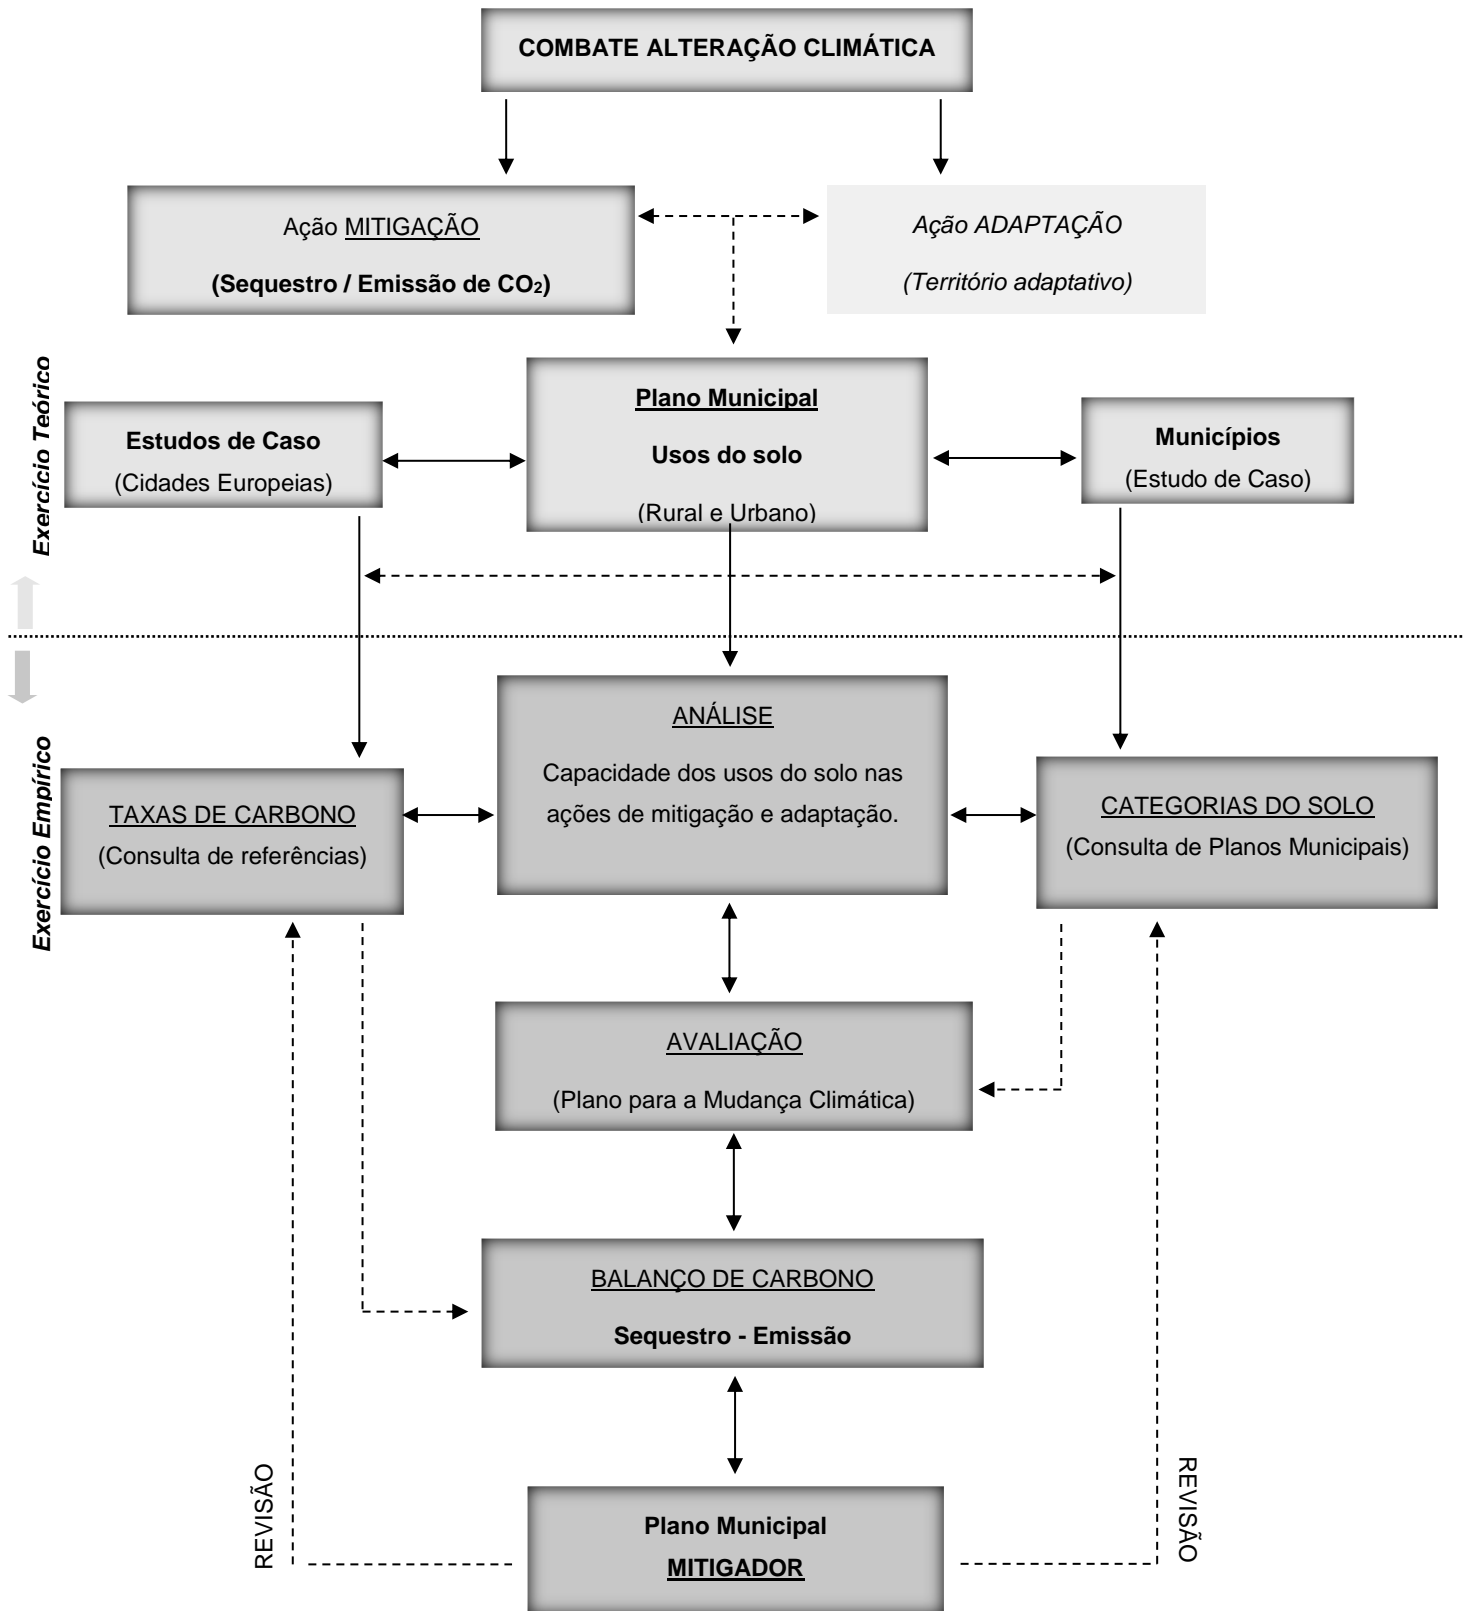 COMBATE ALTERAÇÃO CLIMÁTICA
Ação MITIGAÇÃO
(Sequestro / Emissão de CO₂)
Ação ADAPTAÇÃO
(Território adaptativo)
Exercício Teórico
Estudos de Caso
(Cidades Europeias)
Plano Municipal
Usos do solo
(Rural e Urbano)
Municípios
(Estudo de Caso)
Exercício Empírico
TAXAS DE CARBONO
(Consulta de referências)
ANÁLISE
Capacidade dos usos do solo nas
ações de mitigação e adaptação.
CATEGORIAS DO SOLO
(Consulta de Planos Municipais)
AVALIAÇÃO
(Plano para a Mudança Climática)
BALANÇO DE CARBONO
Sequestro - Emissão
REVISÃO
Plano Municipal
MITIGADOR
REVISÃO